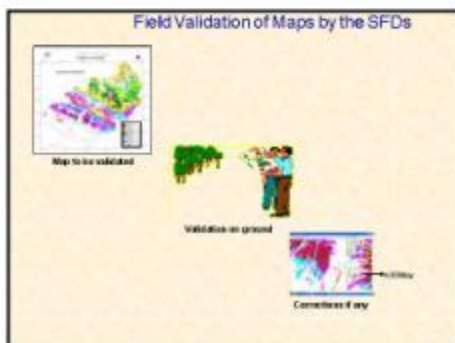 Field Validation of Maps by the SFDs
Map to be validated
Validation on ground
Corrections if any